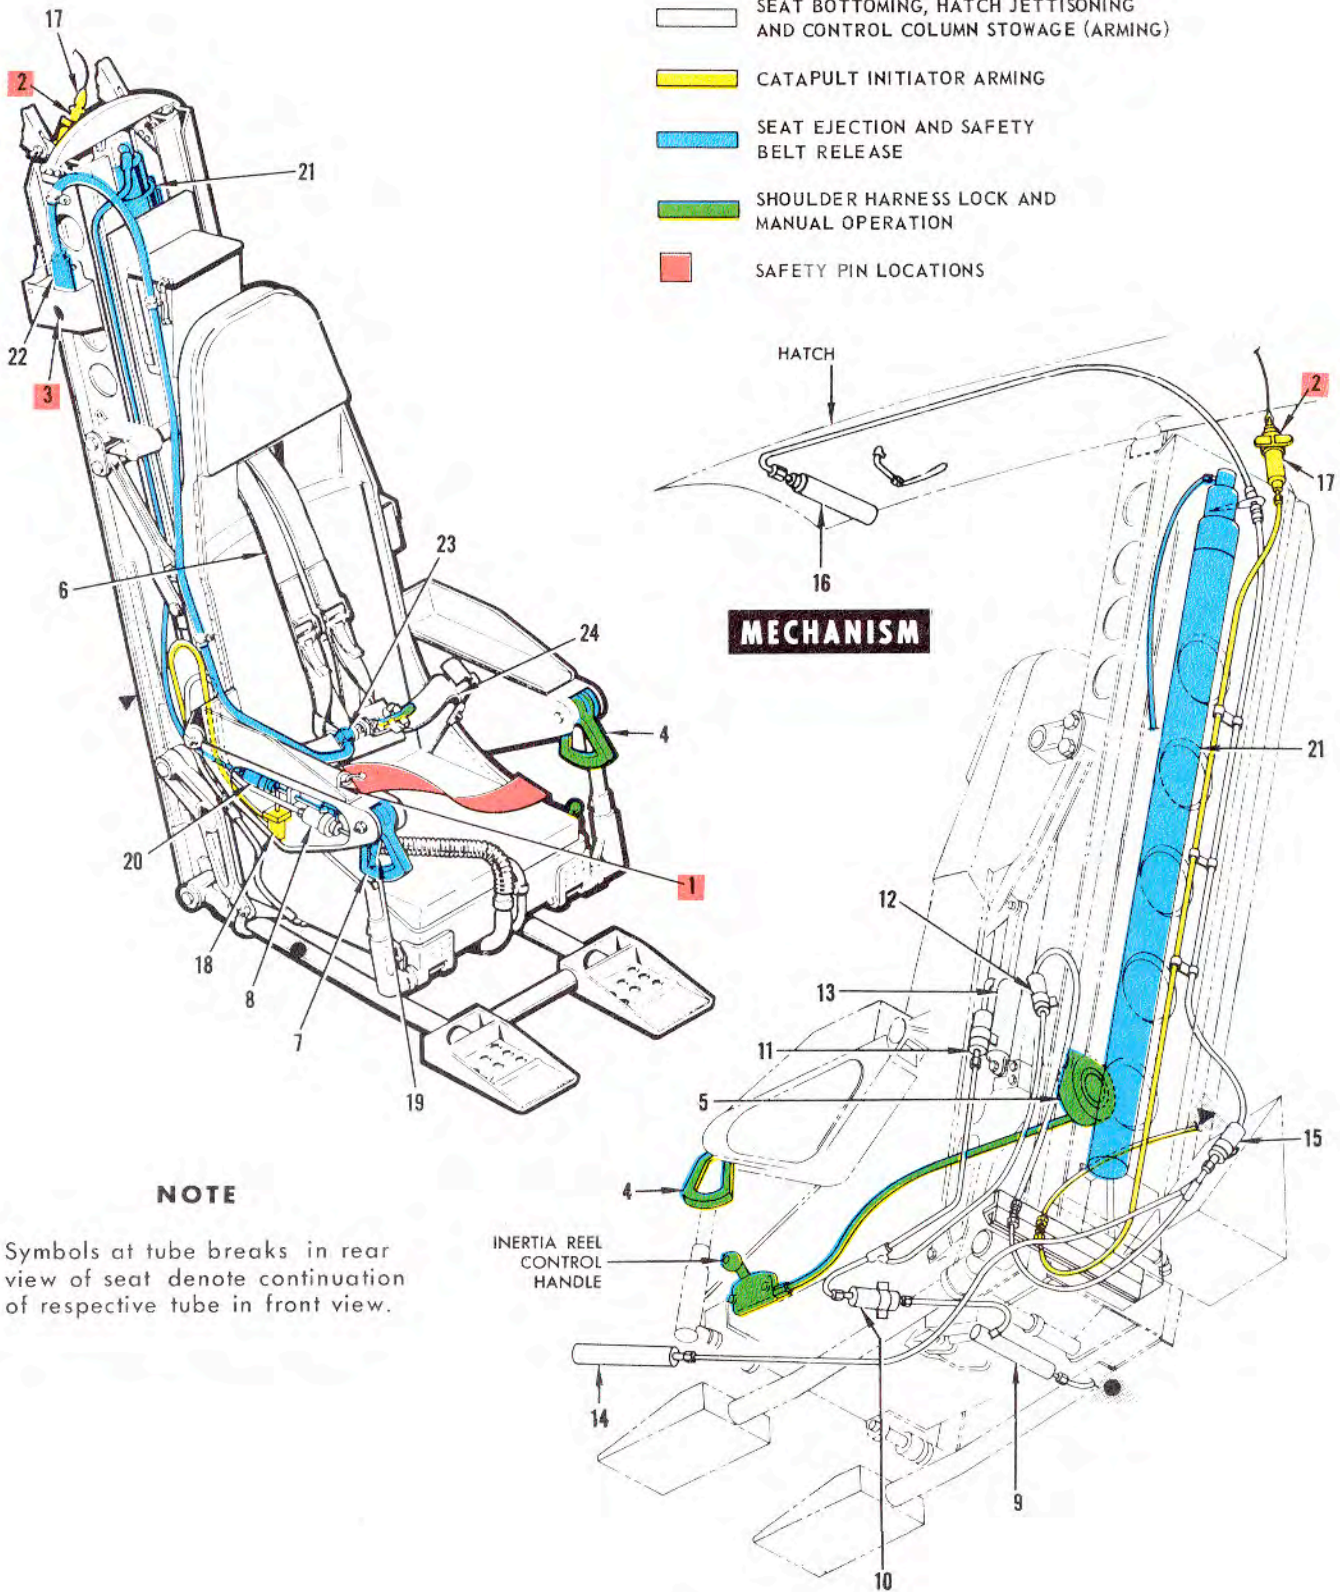 SEAT BOTTOMING, HATCH JETTISONING
AND CONTROL COLUMN STOWAGE (ARMING)
CATAPULT INITIATOR ARMING
SEAT EJECTION AND SAFETY
BELT RELEASE
SHOULDER HARNESS LOCK AND
MANUAL OPERATION
SAFETY PIN LOCATIONS
17
2
21
22
3
6
23
24
4
20
18
8
7
19
1
HATCH
2
17
16
MECHANISM
21
12
13
11
5
15
4
INERTIA REEL
CONTROL
HANDLE
14
9
10
NOTE
Symbols at tube breaks in rear
view of seat denote continuation
of respective tube in front view.